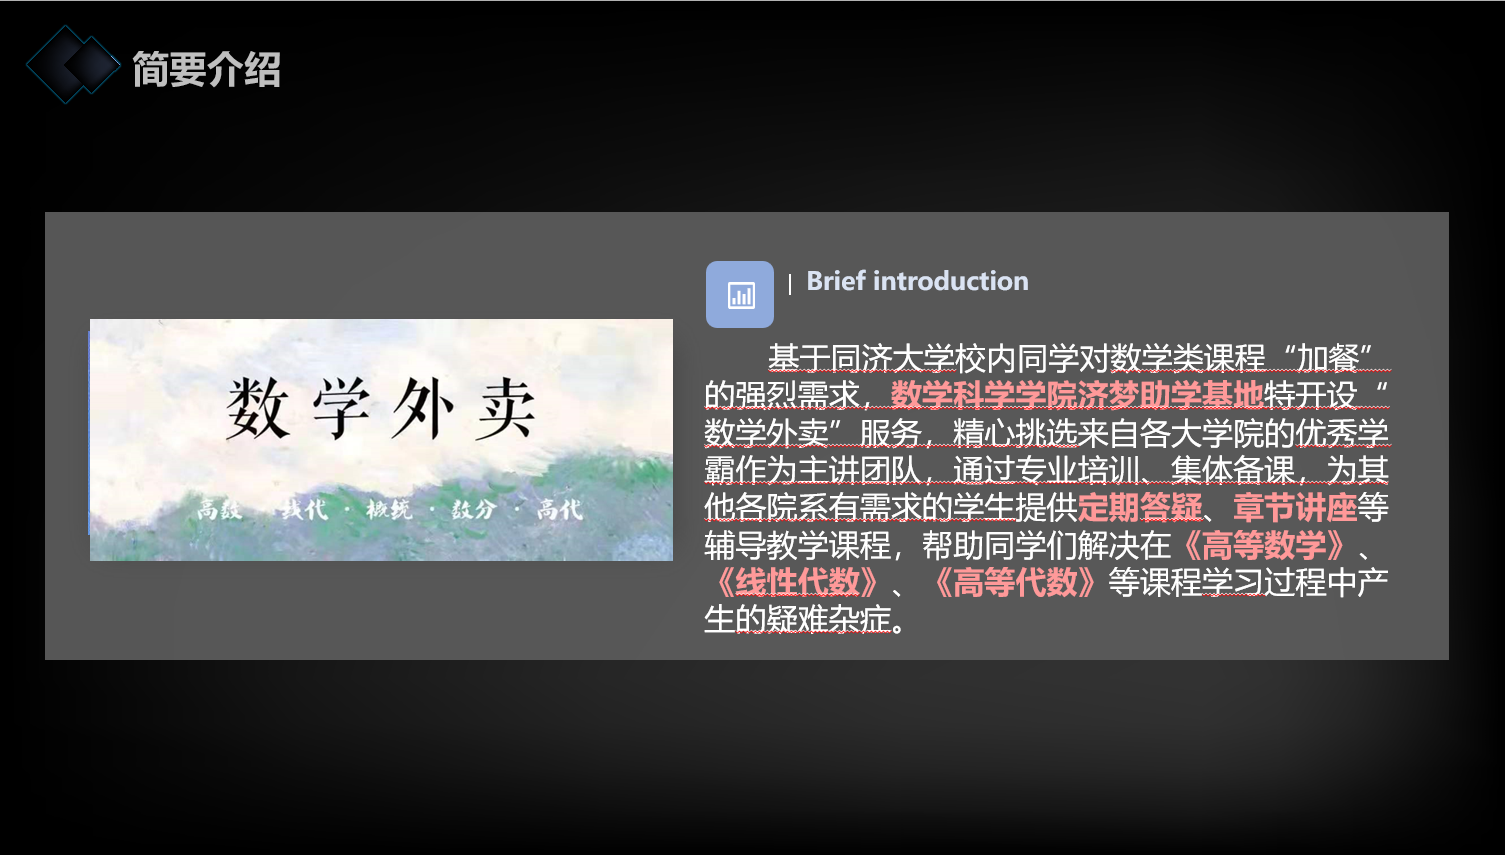 简要介绍
数学外卖
高数 · 线代 · 概统 · 数分 · 高代
| Brief introduction
基于同济大学校内同学对数学类课程“加餐”
的强烈需求，数学科学学院济梦助学基地特开设“
数学外卖”服务，精心挑选来自各大学院的优秀学
霸作为主讲团队，通过专业培训、集体备课，为其
他各院系有需求的学生提供定期答疑、章节讲座等
辅导教学课程，帮助同学们解决在《高等数学》、
《线性代数》、《高等代数》等课程学习过程中产
生的疑难杂症。